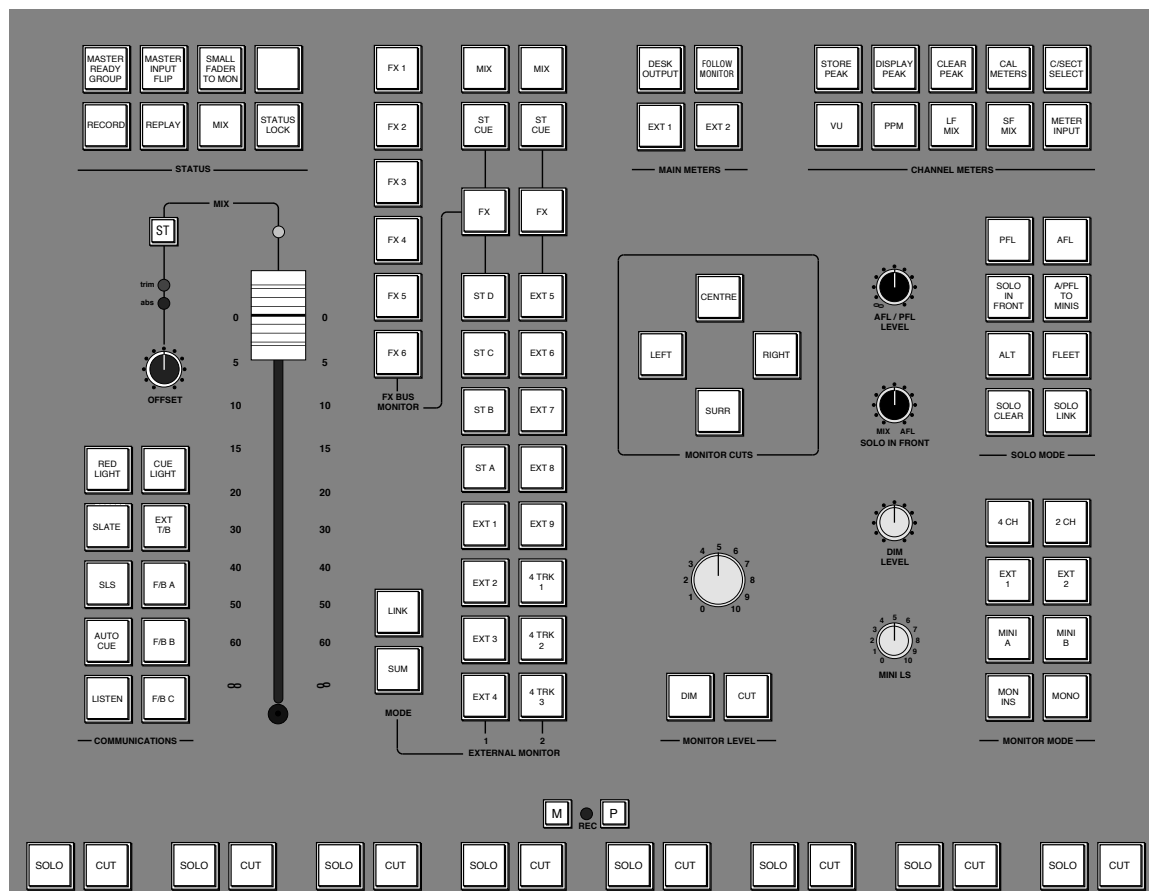 MASTER
READY
GROUP
MASTER
INPUT
FLIP
SMALL
FADER
TO MON
RECORD
REPLAY
MIX
STATUS
LOCK
STATUS
FX 1
FX 2
FX 3
FX 4
FX 5
FX 6
FX BUS
MONITOR
MIX
MIX
ST
CUE
ST
CUE
FX
FX
ST D
EXT 5
ST C
EXT 6
ST B
EXT 7
ST A
EXT 8
EXT 1
EXT 9
EXT 2
4 TRK
1
EXT 3
4 TRK
2
EXT 4
4 TRK
3
1
2
EXTERNAL MONITOR
LINK
SUM
MODE
DESK
OUTPUT
FOLLOW
MONITOR
EXT 1
EXT 2
MAIN METERS
STORE
PEAK
DISPLAY
PEAK
CLEAR
PEAK
CAL
METERS
C/SECT
SELECT
VU
PPM
LF
MIX
SF
MIX
METER
INPUT
CHANNEL METERS
MIX
ST
trim
abs
OFFSET
0
0
5
5
10
10
15
15
20
20
30
30
40
40
50
50
60
60
∞
∞
RED
LIGHT
CUE
LIGHT
SLATE
EXT
T/B
SLS
F/B A
AUTO
CUE
F/B B
LISTEN
F/B C
COMMUNICATIONS
CENTRE
LEFT
RIGHT
SURR
MONITOR CUTS
∞
AFL / PFL
LEVEL
MIX
AFL
SOLO IN FRONT
PFL
AFL
SOLO
IN
FRONT
A/PFL
TO
MINIS
ALT
FLEET
SOLO
CLEAR
SOLO
LINK
SOLO MODE
0
1
2
3
4
5
6
7
8
9
10
DIM
CUT
MONITOR LEVEL
DIM
LEVEL
0
1
2
3
4
5
6
7
8
9
10
MINI LS
4 CH
2 CH
EXT
1
EXT
2
MINI
A
MINI
B
MON
INS
MONO
MONITOR MODE
M
REC
P
SOLO
CUT
SOLO
CUT
SOLO
CUT
SOLO
CUT
SOLO
CUT
SOLO
CUT
SOLO
CUT
SOLO
CUT